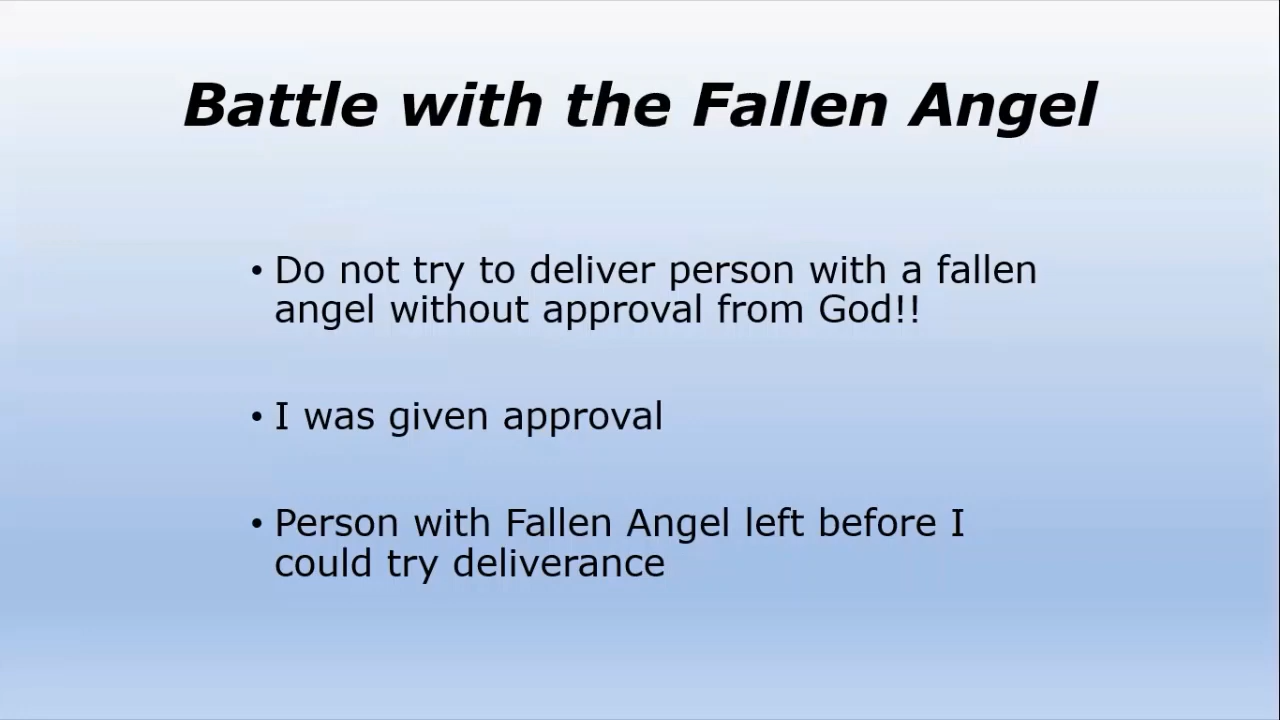 Battle with the Fallen Angel
• Do not try to deliver person with a fallen
angel without approval from God!!
• I was given approval
• Person with Fallen Angel left before I
could try deliverance